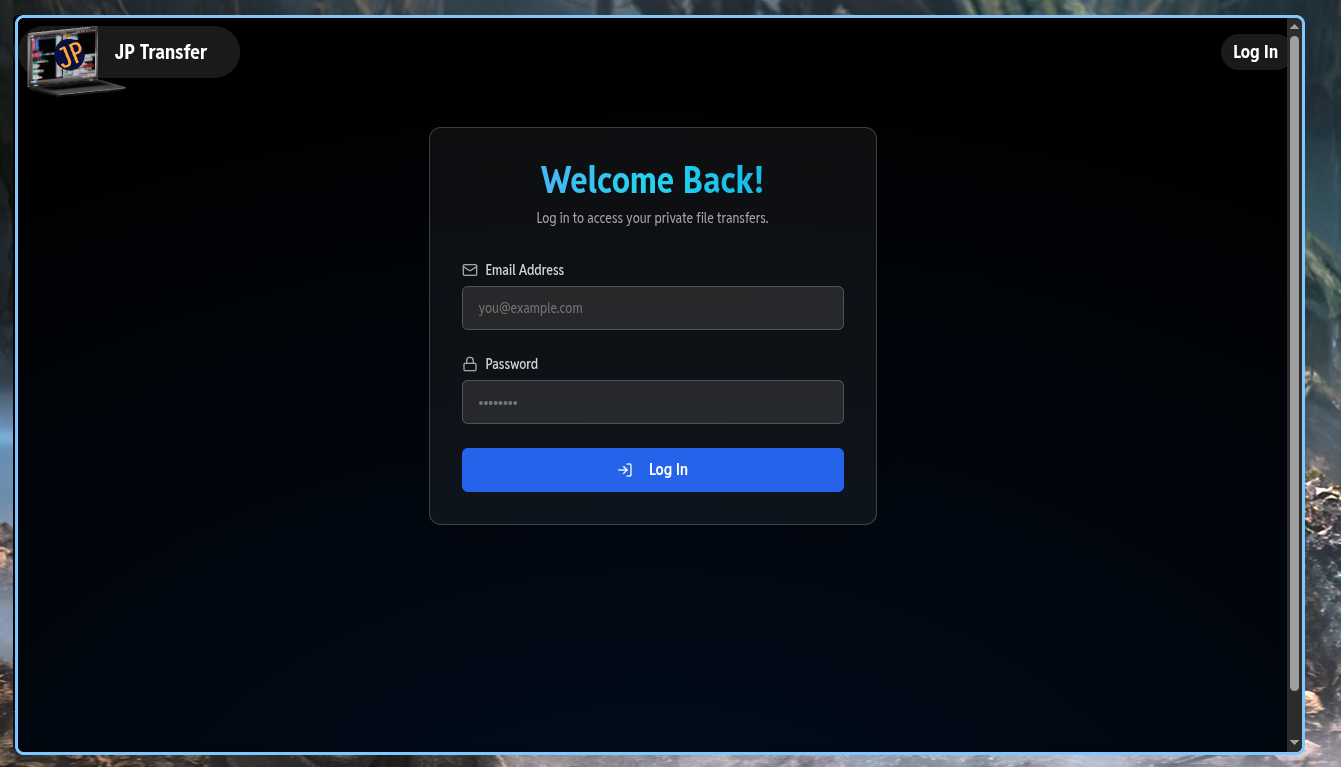 JP
JP Transfer
Log In
Welcome Back!
Log in to access your private file transfers.
Email Address
you@example.com
Password
••••••••
Log In